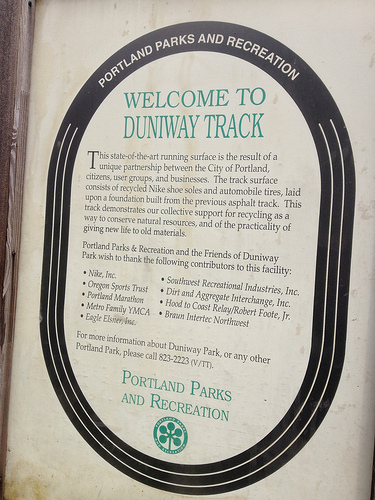 PORTLAND PARKS AND RECREATION
WELCOME TO
DUNIWAY TRACK
This state-of-the-art running surface is the result of a
unique partnership between the City of Portland,
citizens, user groups, and businesses. The track surface
consists of recycled Nike shoe soles and automobile tires, laid
upon a foundation built from the previous asphalt track. This
track demonstrates our collective support for recycling as a
way to conserve natural resources, and of the practicality of
giving new life to old materials.
Portland Parks & Recreation and the Friends of Duniway
Park wish to thank the following contributors to this facility:
• Nike, Inc.
• Oregon Sports Trust
• Portland Marathon
• Metro Family YMCA
• Eagle Elsner, Inc.
• Southwest Recreational Industries, Inc.
• Dirt and Aggregate Interchange, Inc.
• Hood to Coast Relay/Robert Foote, Jr.
• Braun Intertec Northwest
For more information about Duniway Park, or any other
Portland Park, please call 823-2223 (V/TT).
PORTLAND PARKS
AND RECREATION